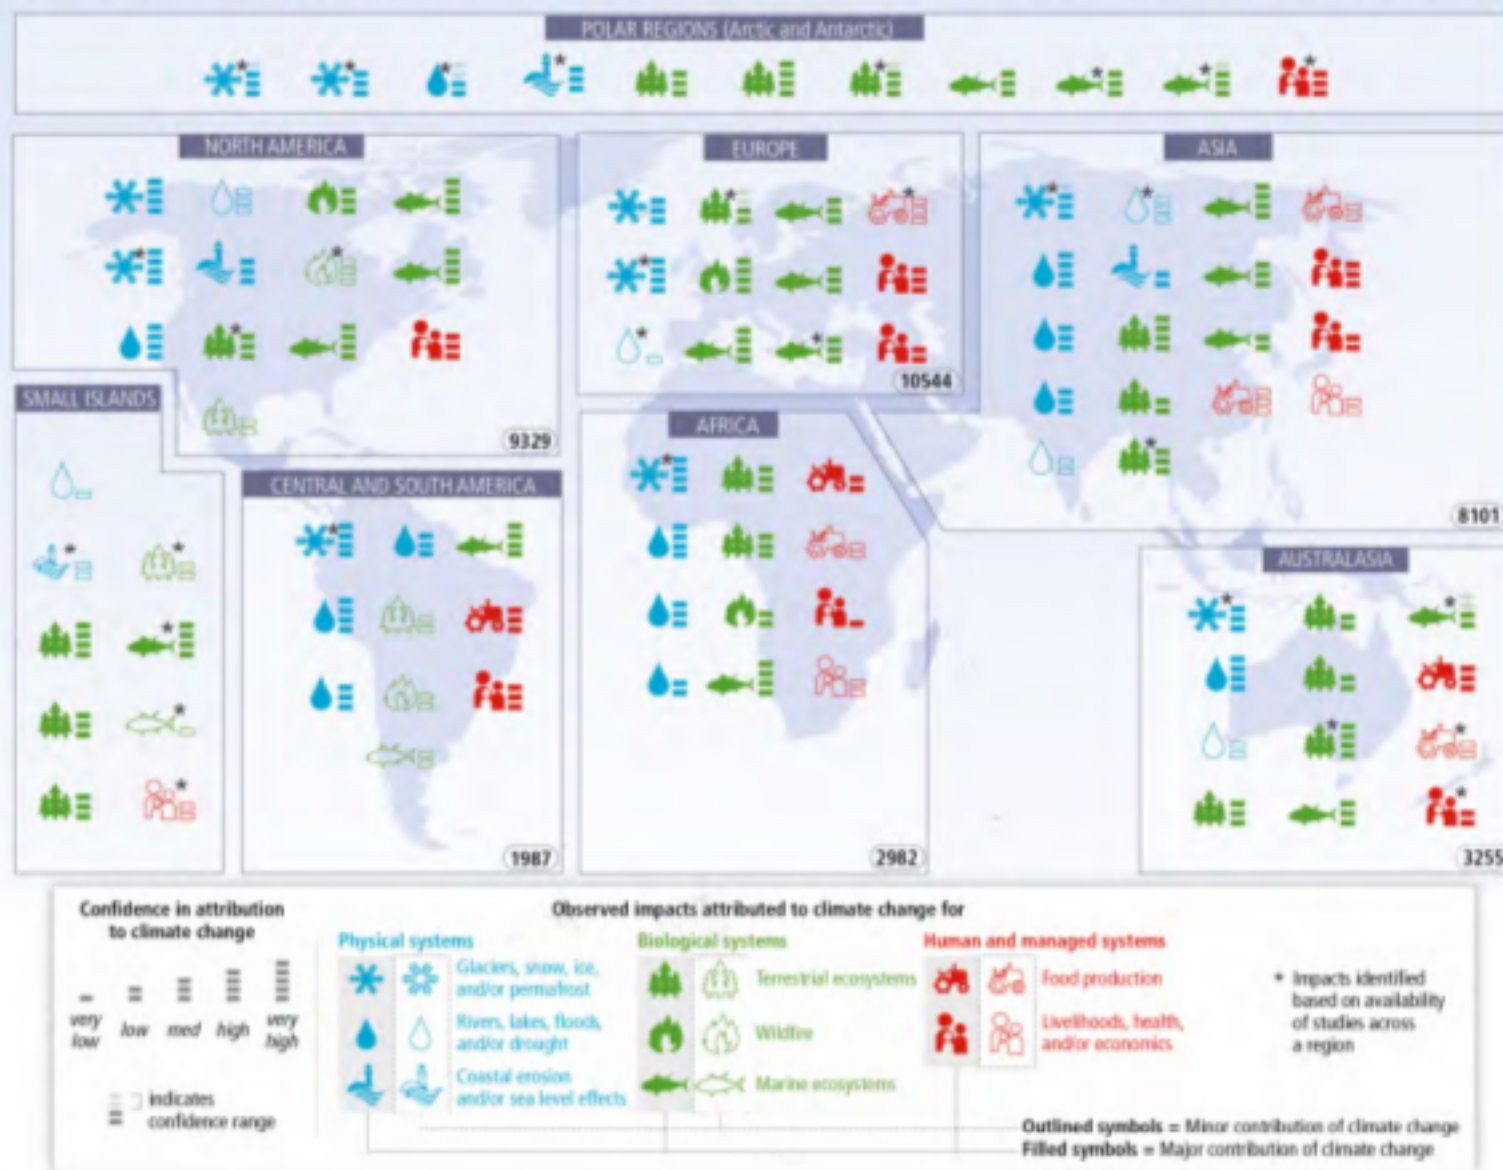 POLAR REGIONS (Arctic and Antarctic)
NORTH AMERICA
EUROPE
ASIA
10544
SMALL ISLANDS
9329
AFRICA
CENTRAL AND SOUTH AMERICA
8101
AUSTRALASIA
1987
2982
3255
Confidence in attribution
to climate change
very low
low
med
high
very high
indicates
confidence range
Observed impacts attributed to climate change for
Physical systems
Glaciers, snow, ice,
and/or permafrost
Rivers, lakes, floods,
and/or drought
Coastal erosion
and/or sea level effects
Biological systems
Terrestrial ecosystems
Wildfire
Marine ecosystems
Human and managed systems
Food production
Livelihoods, health,
and/or economics
* Impacts identified
based on availability
of studies across
a region
Outlined symbols = Minor contribution of climate change
Filled symbols = Major contribution of climate change